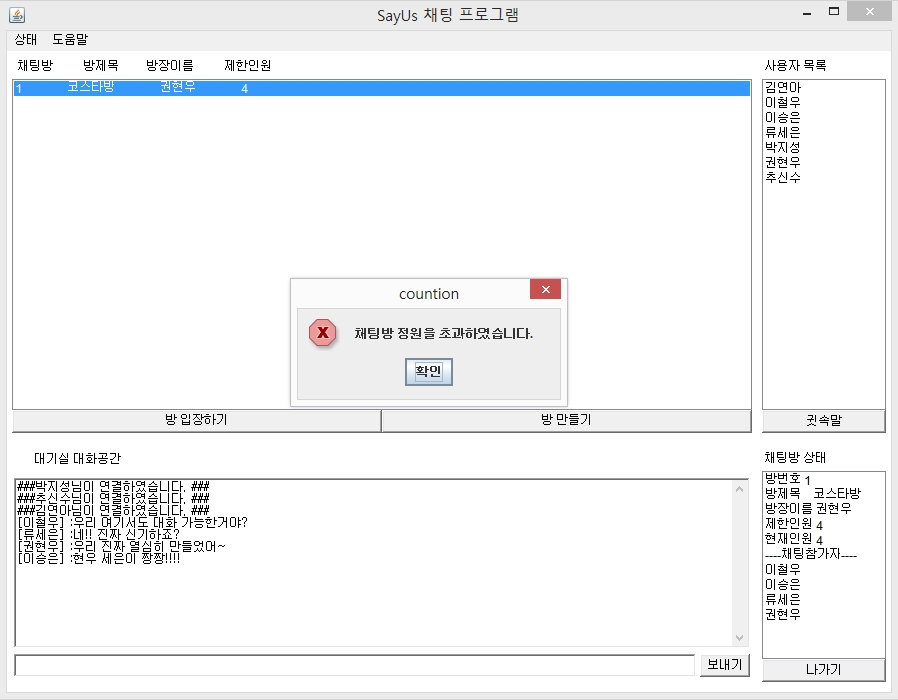 SayUs 채팅 프로그램
상태 도움말
채팅방 방제목 방장이름 제한인원
1 코스타방 권현우 4
사용자 목록
김연아
이철우
이승은
류세은
박지성
권현우
추신수
countion
채팅방 정원을 초과하였습니다.
확인
방 입장하기
방 만들기
귓속말
대기실 대화공간
###박지성님이 연결하였습니다. ###
###추신수님이 연결하였습니다. ###
###김연아님이 연결하였습니다. ###
[이철우] :우리 여기서도 대화 가능한거야?
[류세은] :네!! 진짜 신기하죠?
[권현우] :우리 진짜 열심히 만들었어~
[이승은] :현우 세은이 짱짱!!!!
보내기
채팅방 상태
방번호 1
방제목 코스타방
방장이름 권현우
제한인원 4
현재인원 4
----채팅참가자----
이철우
이승은
류세은
권현우
나가기